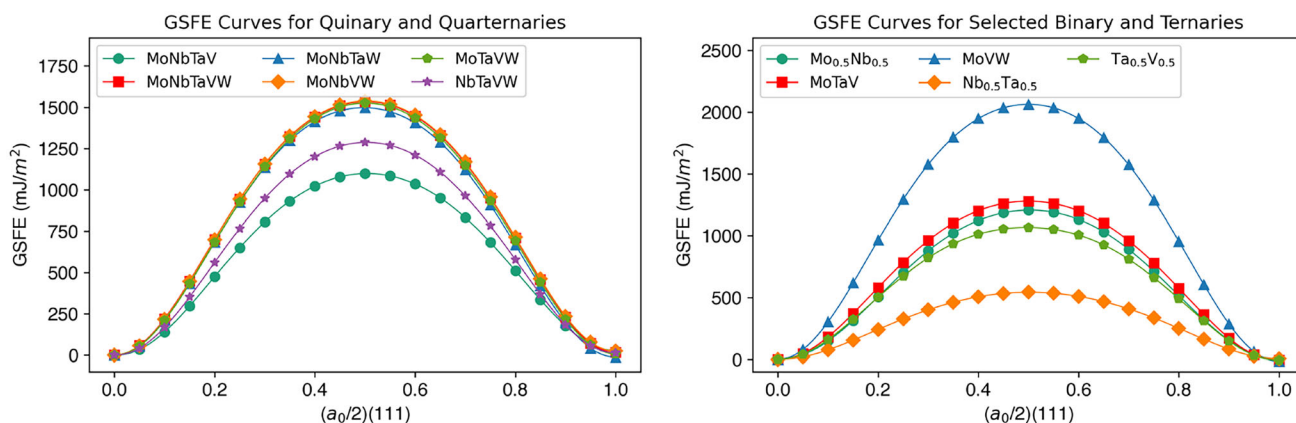 GSFE Curves for Quinary and Quarternaries
MoNbTaV MoNbTaW MoTaVW
MoNbTaVW MoNbVW NbTaVW
1750
1500
1250
1000
750
500
250
0
GSFE (mJ/m²)
0.0 0.2 0.4 0.6 0.8 1.0
(a₀/2)(111)
GSFE Curves for Selected Binary and Ternaries
Mo₀.₅Nb₀.₅ MoVW Ta₀.₅V₀.₅
MoTaV Nb₀.₅Ta₀.₅
2500
2000
1500
1000
500
0
GSFE (mJ/m²)
0.0 0.2 0.4 0.6 0.8 1.0
(a₀/2)(111)